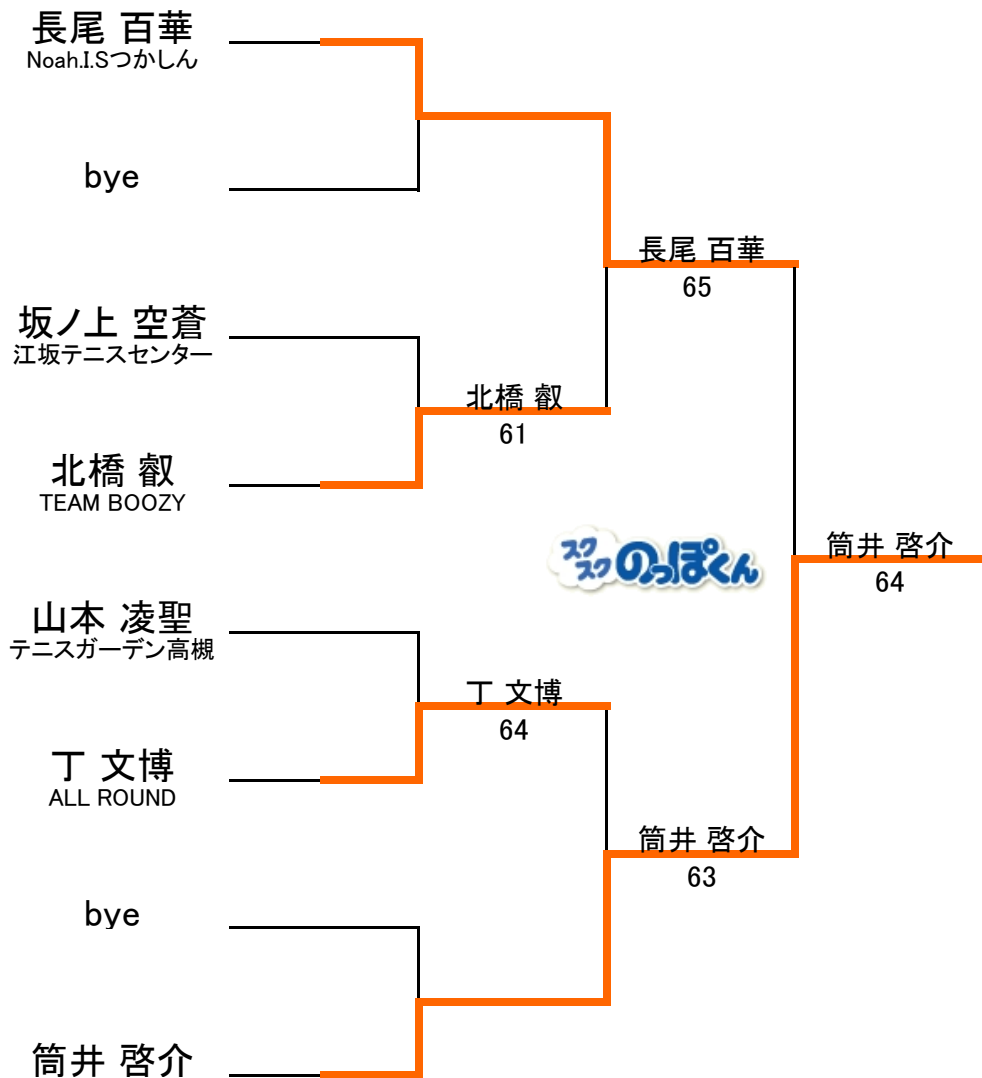 長尾 百華
Noah.I.Sつかしん
bye
長尾 百華
65
坂ノ上 空蒼
江坂テニスセンター
北橋 叡
61
北橋 叡
TEAM BOOZY
スク
スク のっぽくん
筒井 啓介
64
山本 凌聖
テニスガーデン高槻
丁 文博
64
丁 文博
ALL ROUND
筒井 啓介
63
bye
筒井 啓介